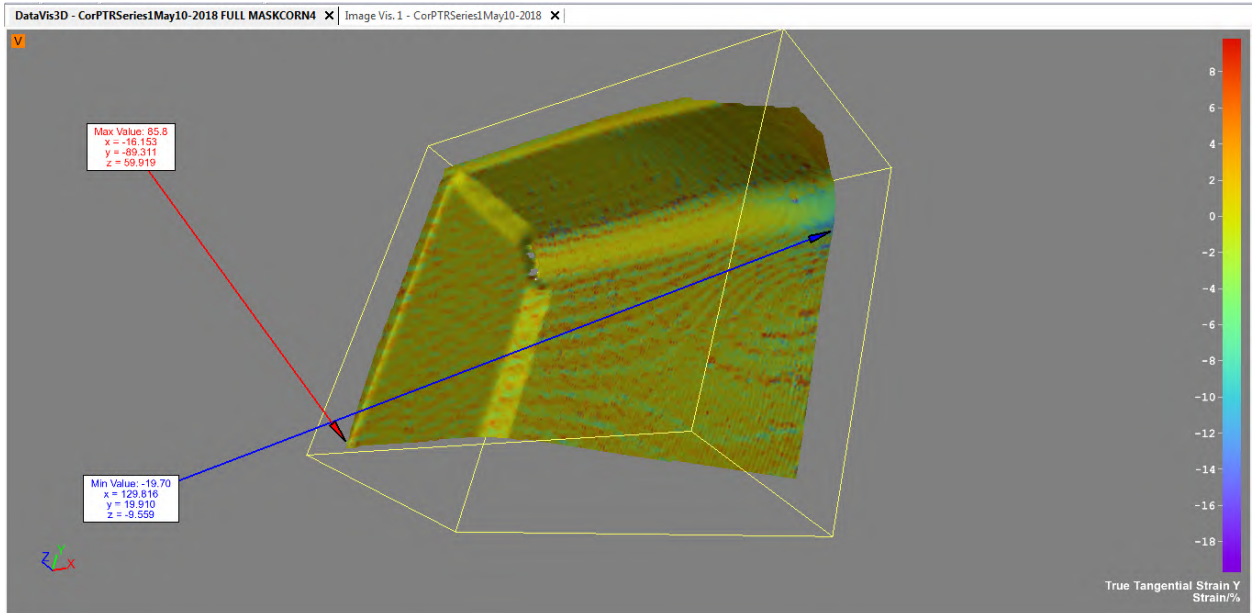 DataVis3D - CorPTRSeries1May10-2018 FULL MASKCORN4 X Image Vis. 1 - CorPTRSeries1May10-2018 X
V
Max Value: 85.8
x = -16.153
y = -89.311
z = 59.919
Min Value: -19.70
x = 129.816
y = 19.910
z = -9.559
Z Y X
8
6
4
2
0
-2
-4
-6
-8
-10
-12
-14
-16
-18
True Tangential Strain Y
Strain/%